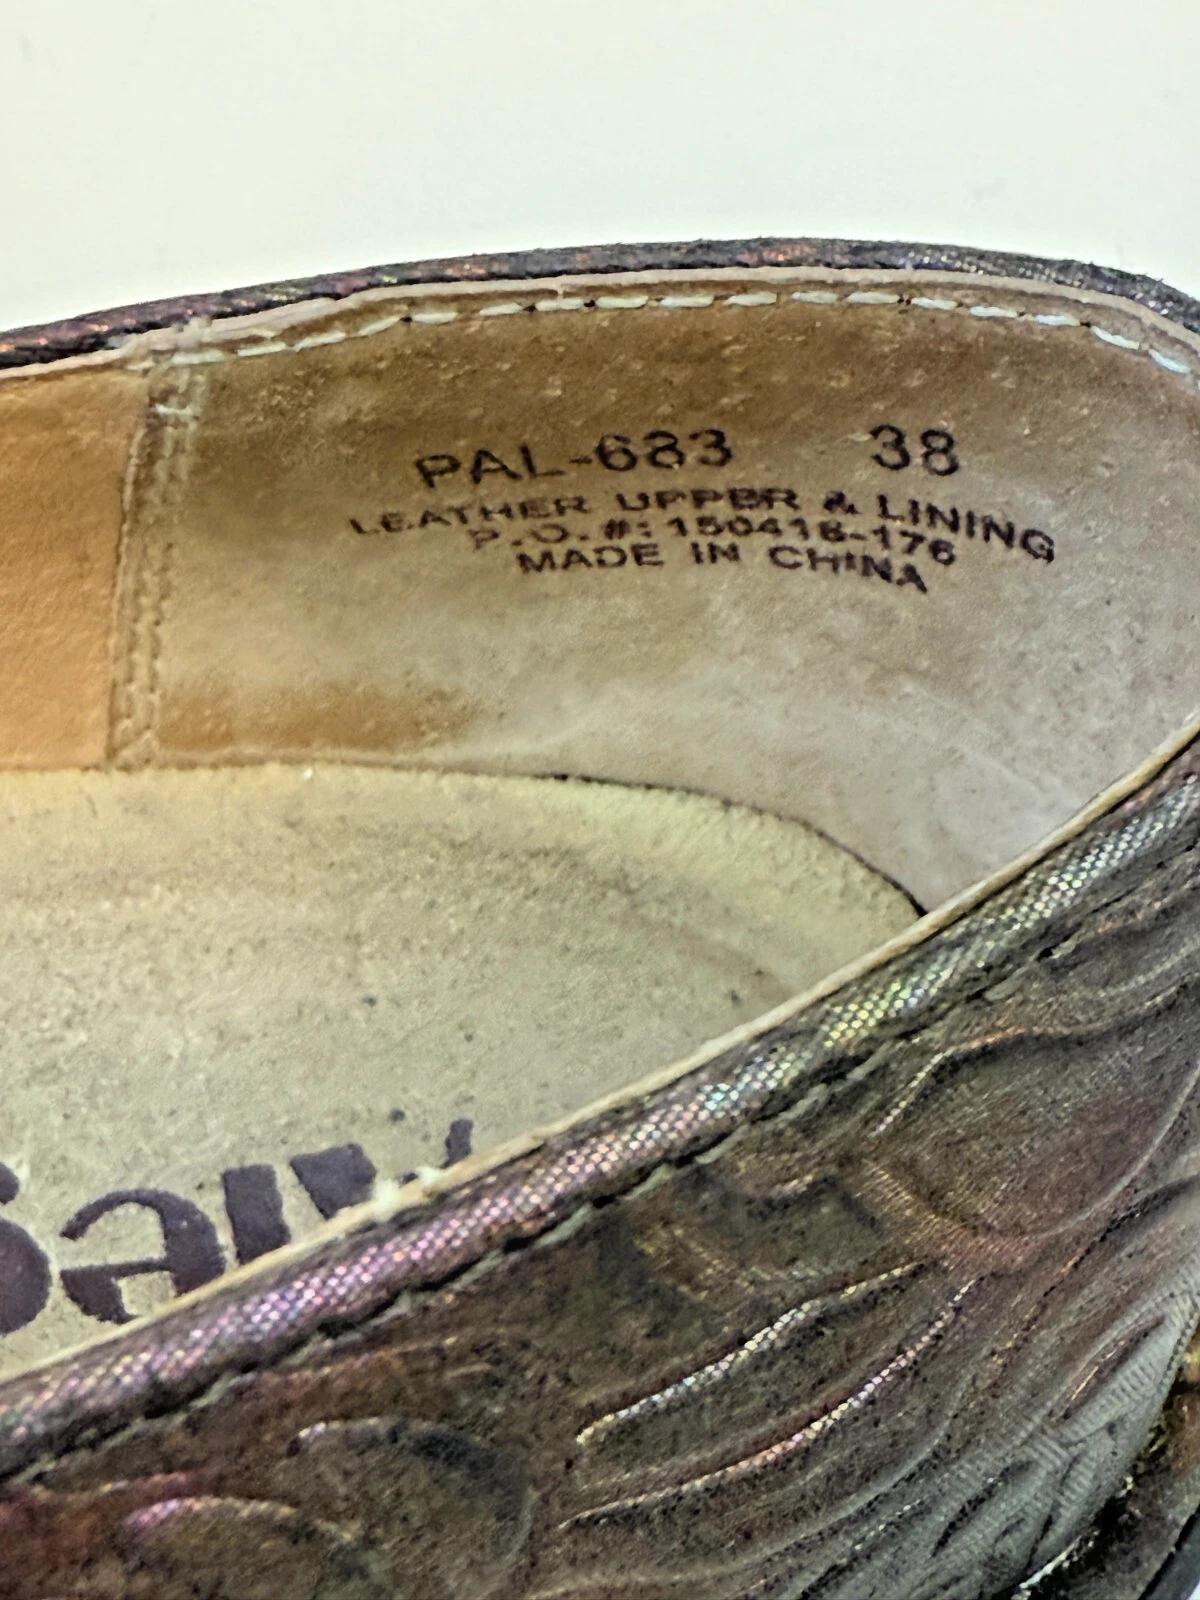 PAL-683 38
LEATHER UPPER & LINING
P.O.#: 150416-176
MADE IN CHINA